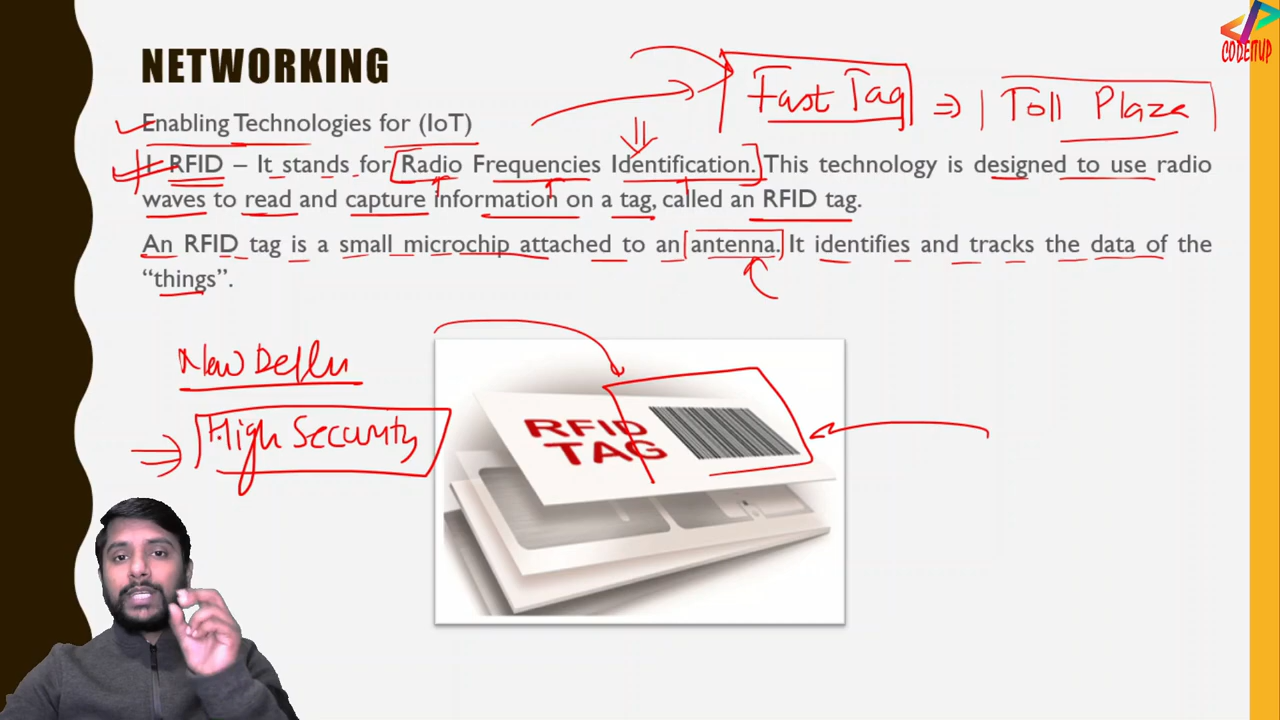 NETWORKING
CODEITUP
Fast Tag ⇒ Toll Plaza
Enabling Technologies for (IoT)
1 RFID – It stands for Radio Frequencies Identification. This technology is designed to use radio
waves to read and capture information on a tag, called an RFID tag.
An RFID tag is a small microchip attached to an antenna. It identifies and tracks the data of the
“things”.
New Delhi
High Security
RFID
TAG